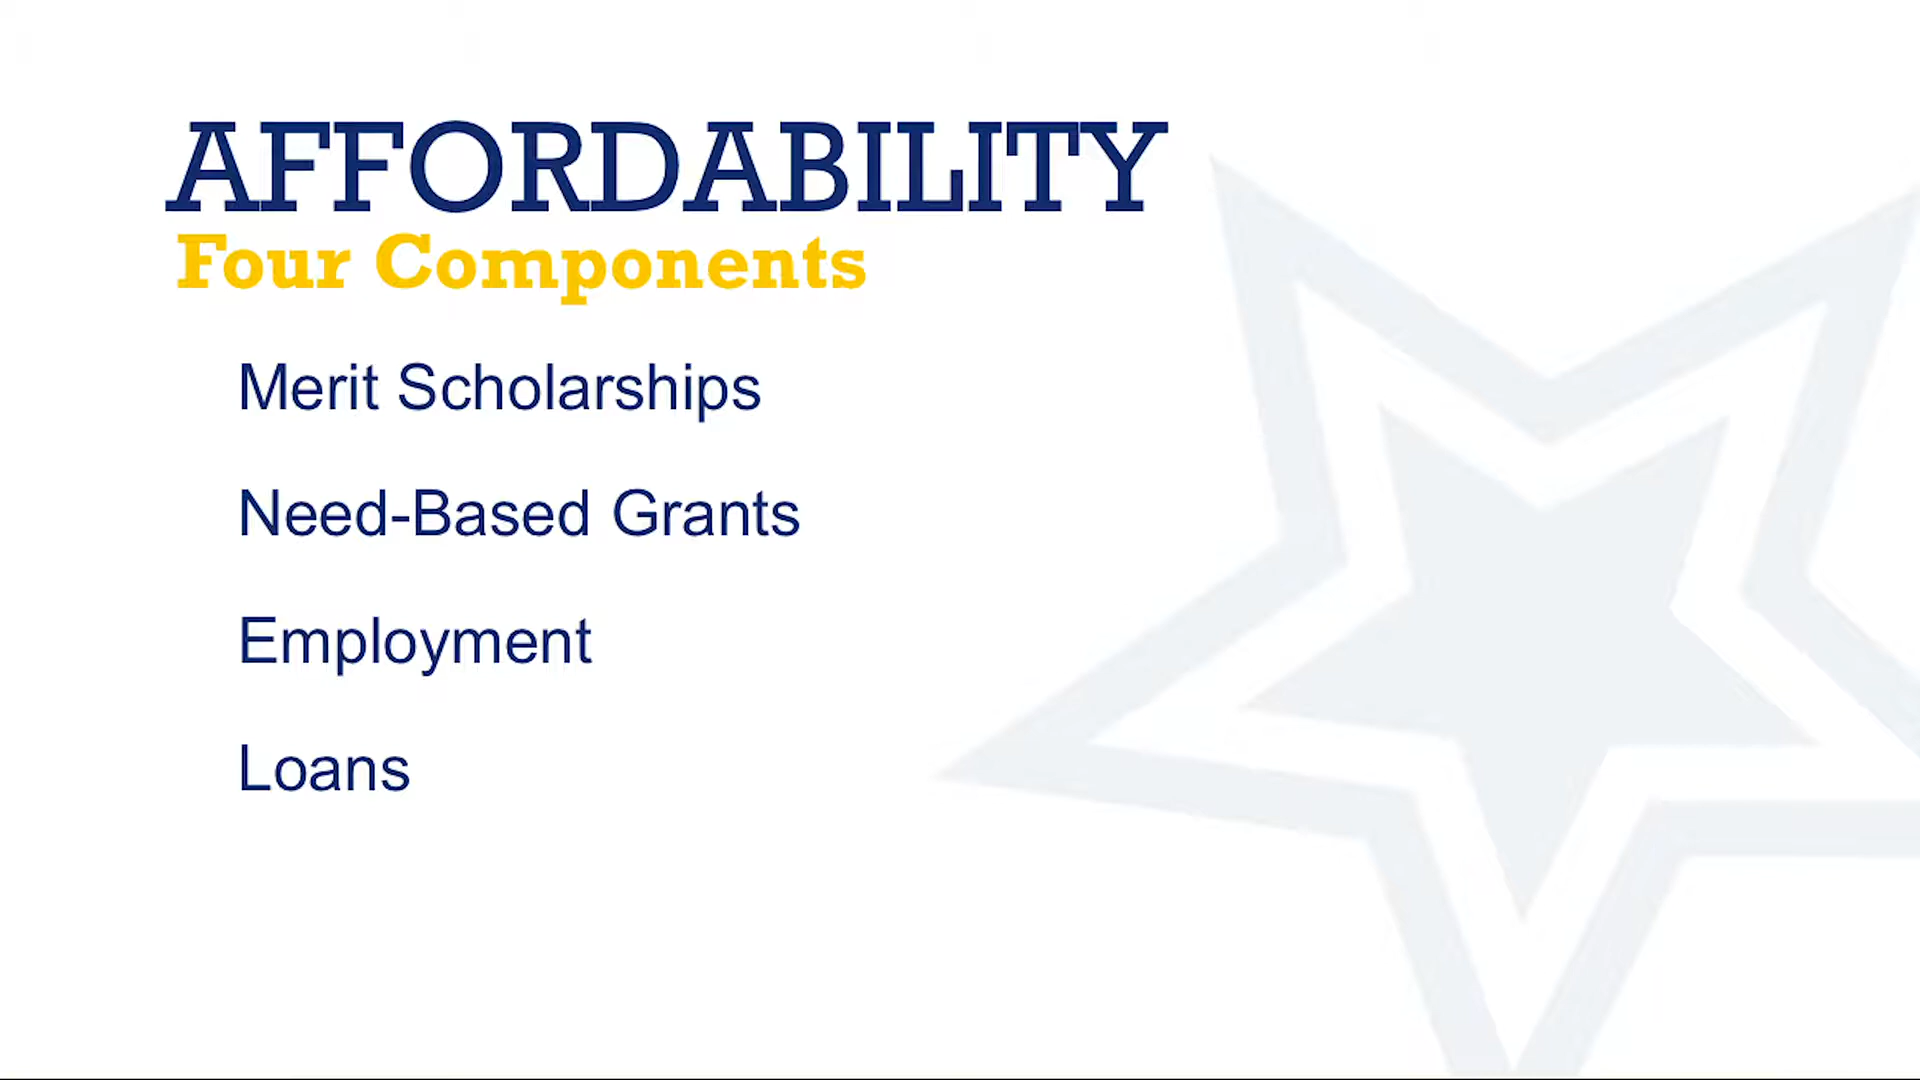 AFFORDABILITY
Four Components
Merit Scholarships
Need-Based Grants
Employment
Loans